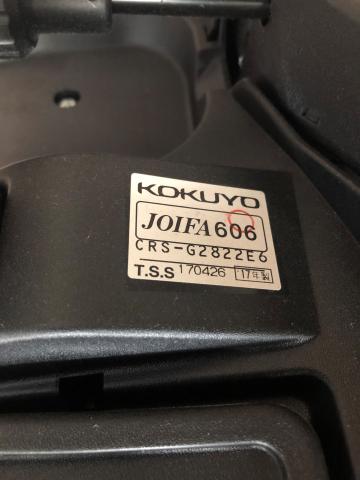 KOKUYO
JOIFA606
CRS-G2822E6
T.S.S 170426 17年製